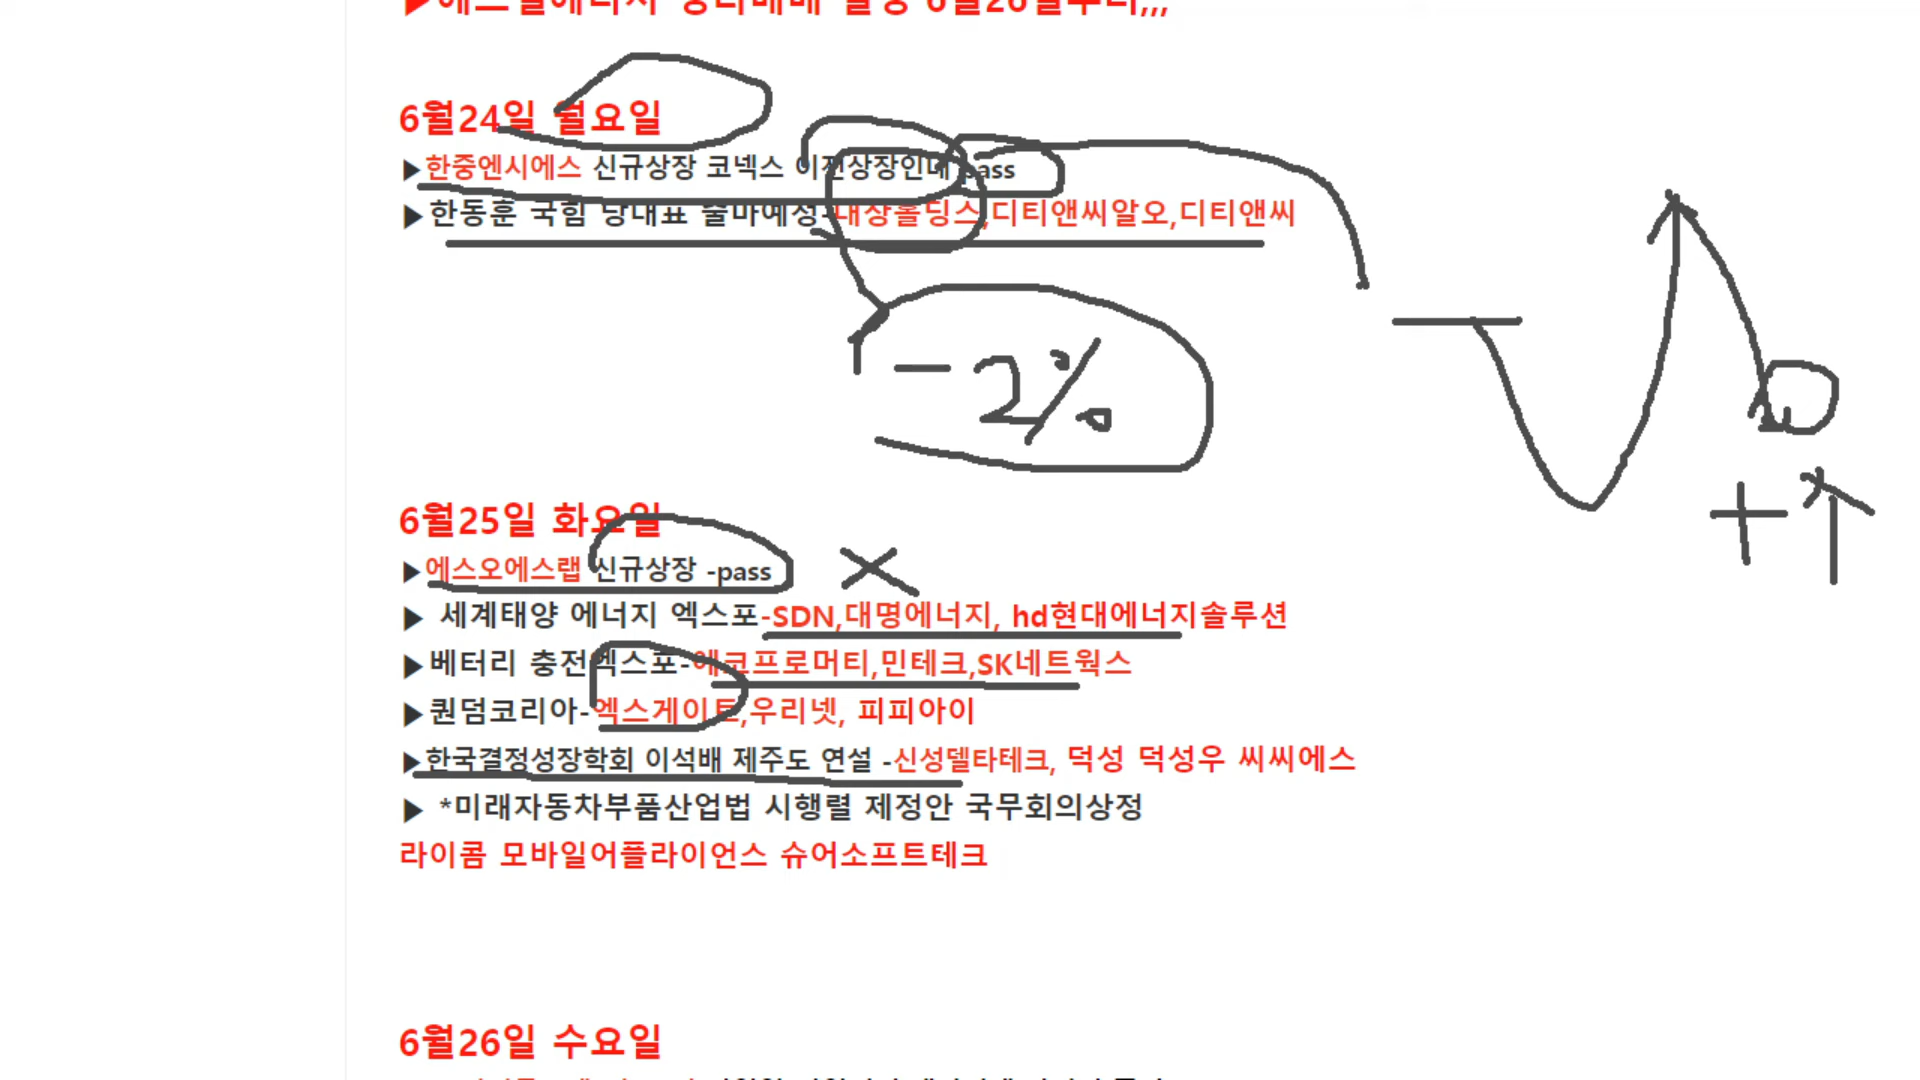 6월26일부터,,,
6월24일 월요일
▶한중엔시에스 신규상장 코넥스 이전상장인데 pass
▶한동훈 국힘 당대표 출마예정-대상홀딩스,디티앤씨알오,디티앤씨
-2%
+
6월25일 화요일
▶에스오에스랩 신규상장 -pass
▶ 세계태양 에너지 엑스포-SDN,대명에너지, hd현대에너지솔루션
▶베터리 충전엑스포-에코프로머티,민테크,SK네트웍스
▶퀀덤코리아-엑스게이트,우리넷, 피피아이
▶한국결정성장학회 이석배 제주도 연설 -신성델타테크, 덕성 덕성우 씨씨에스
▶ *미래자동차부품산업법 시행령 제정안 국무회의상정
라이콤 모바일어플라이언스 슈어소프트테크
6월26일 수요일